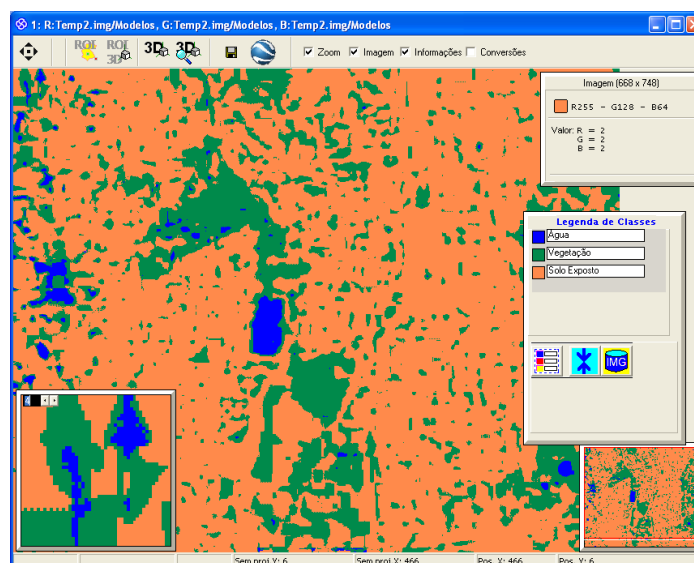 1: R:Temp2.img/Modelos, G:Temp2.img/Modelos, B:Temp2.img/Modelos
ROI ROI 3D 3D 3D Zoom Imagem Informações Conversões
Imagem (668 x 748)
R255 - G128 - B64
Valor: R = 2
G = 2
B = 2
Legenda de Classes
Água
Vegetação
Solo Exposto
IMG
4
Sem proj Y: 6 Sem proj X: 466 Pos. X: 466 Pos. Y: 6